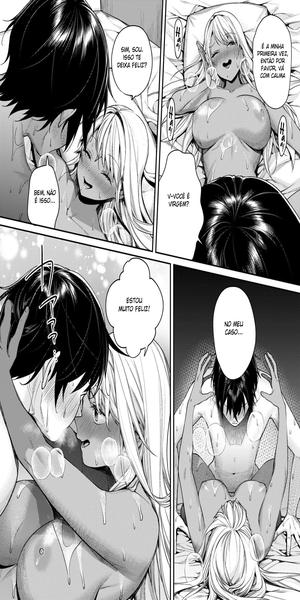 É A MINHA
PRIMEIRA VEZ,
ENTÃO POR
FAVOR, VÁ
COM CALMA
SIM, SOU.
ISSO TE
DEIXA FELIZ?
V-VOCÊ É
VIRGEM?
BEM, NÃO
É ISSO...
NO MEU
CASO...
ESTOU
MUITO FELIZ!